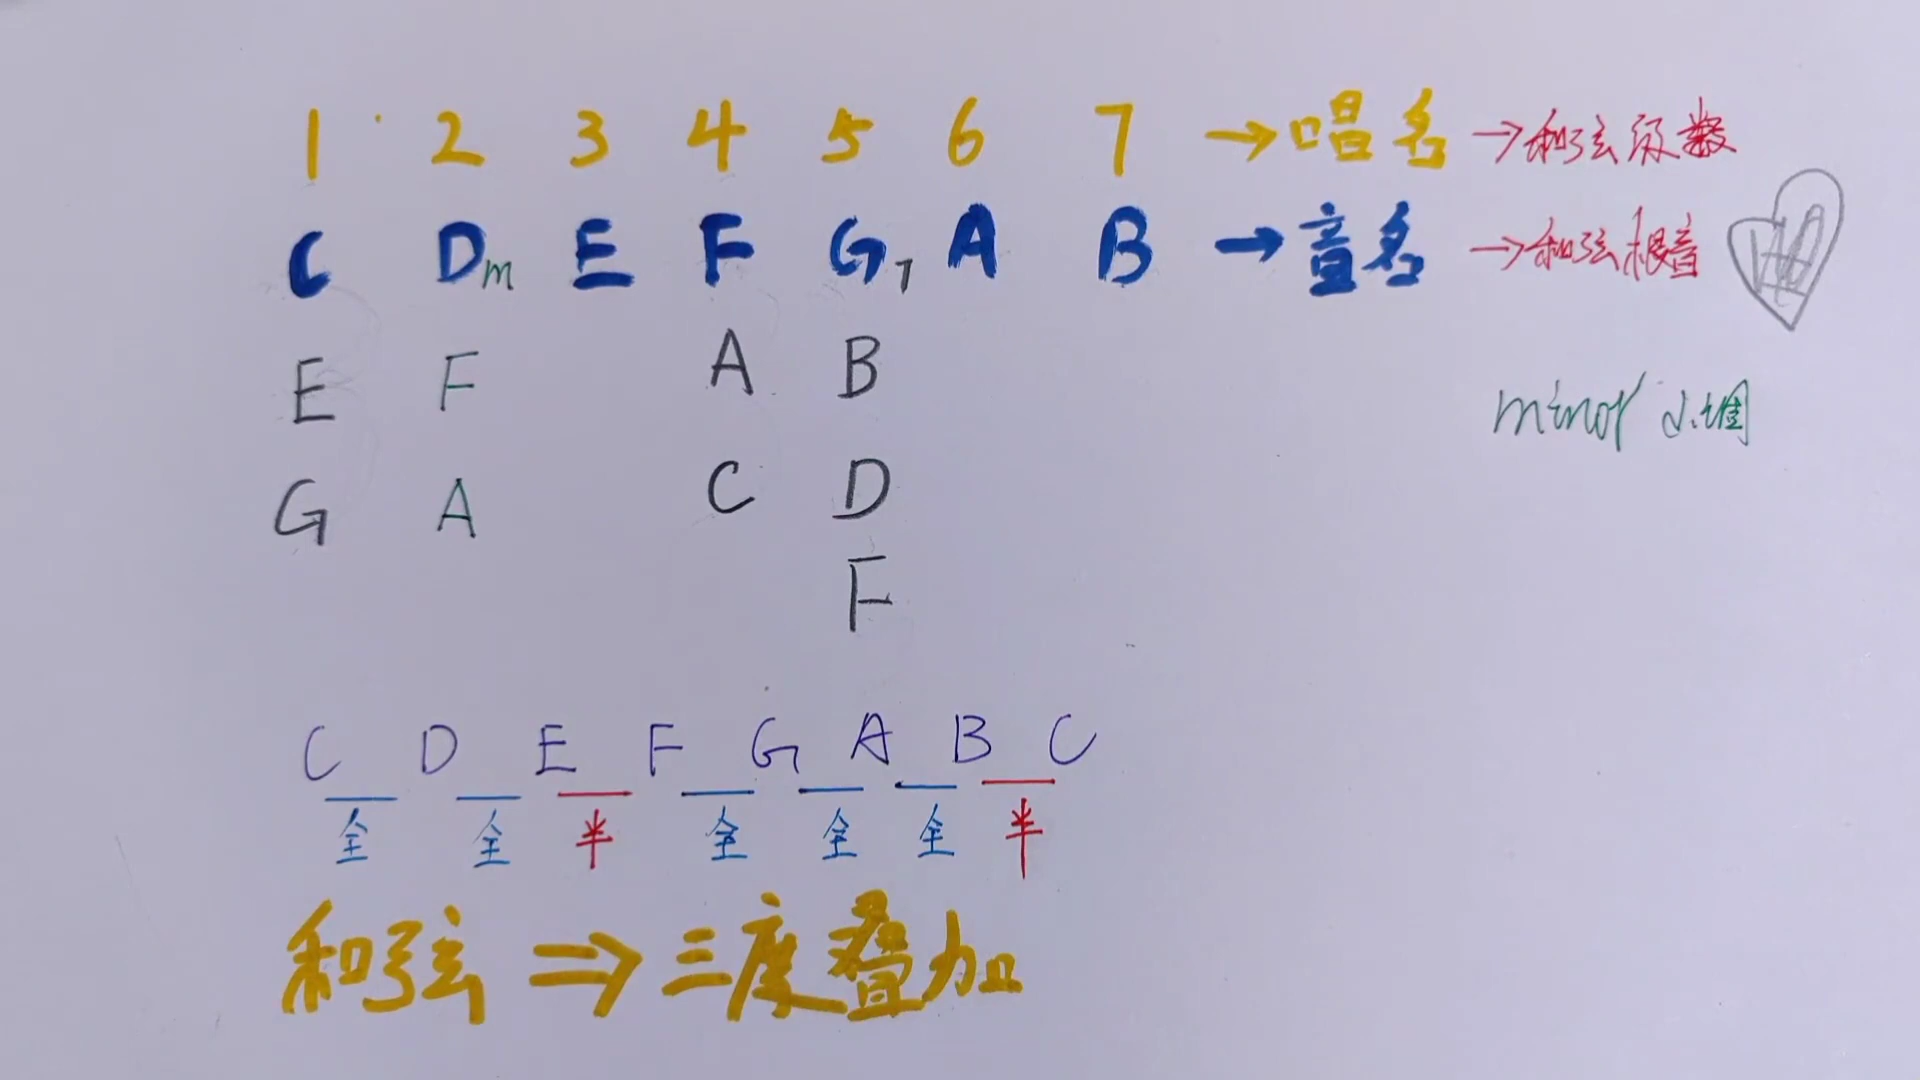 1 2 3 4 5 6 7 →唱名 →和弦级数
C Dm E F G7 A B →音名 →和弦根音
E F A B
minor 小调
G A C D
F
C D E F G A B C
全 全 半 全 全 全 半
和弦 ⇒ 三度叠加